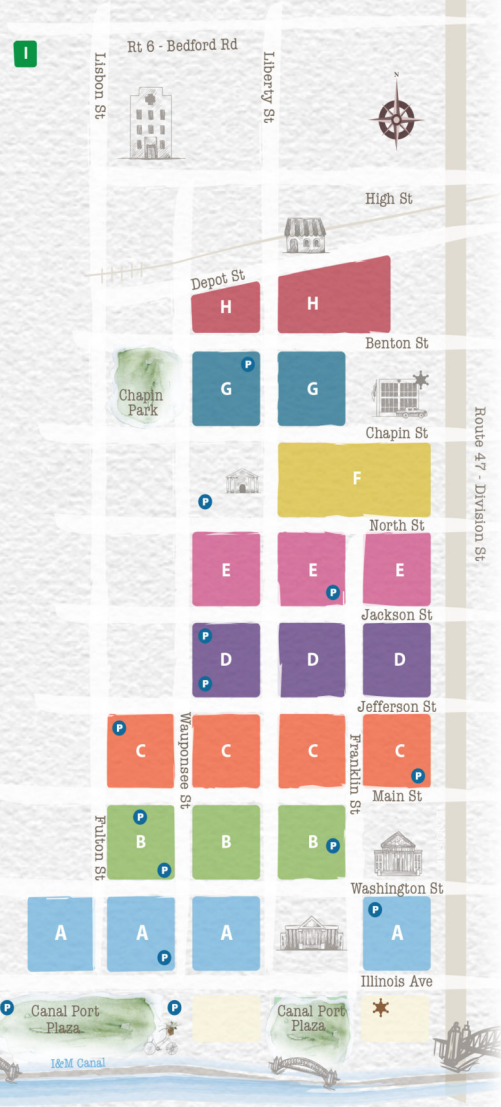 I
Rt 6 - Bedford Rd
Lisbon St
Liberty St
N
High St
Depot St
H
H
Benton St
P
G
G
Chapin
Park
Chapin St
F
P
North St
Route 47 - Division St
E
E
E
P
Jackson St
P
D
D
D
P
Jefferson St
P
C
C
C
C
P
Wauponsee St
Franklin St
Main St
Fulton St
P
B
B
B
P
P
Washington St
A
A
A
P
A
P
Illinois Ave
P
Canal Port
Plaza
P
Canal Port
Plaza
I&M Canal